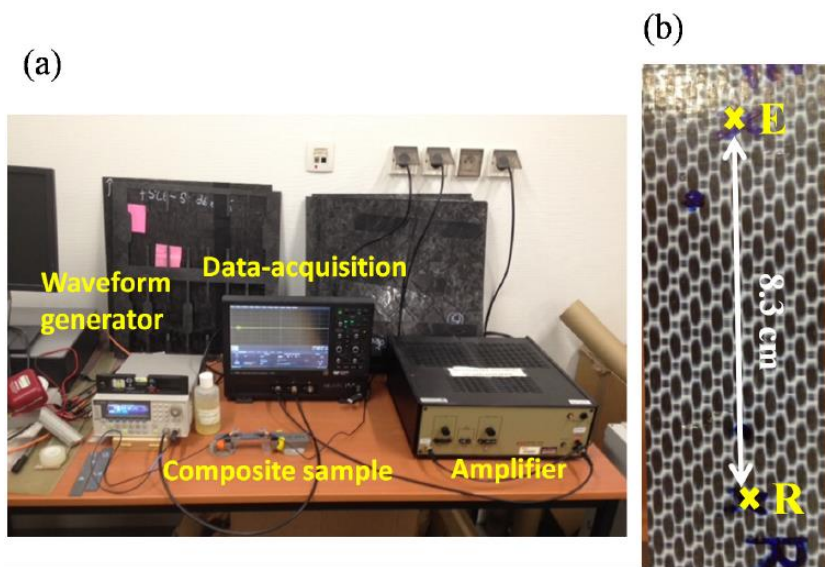 (a)
(b)
E
Data-acquisition
Waveform
generator
8.3 cm
Composite sample
Amplifier
R
R